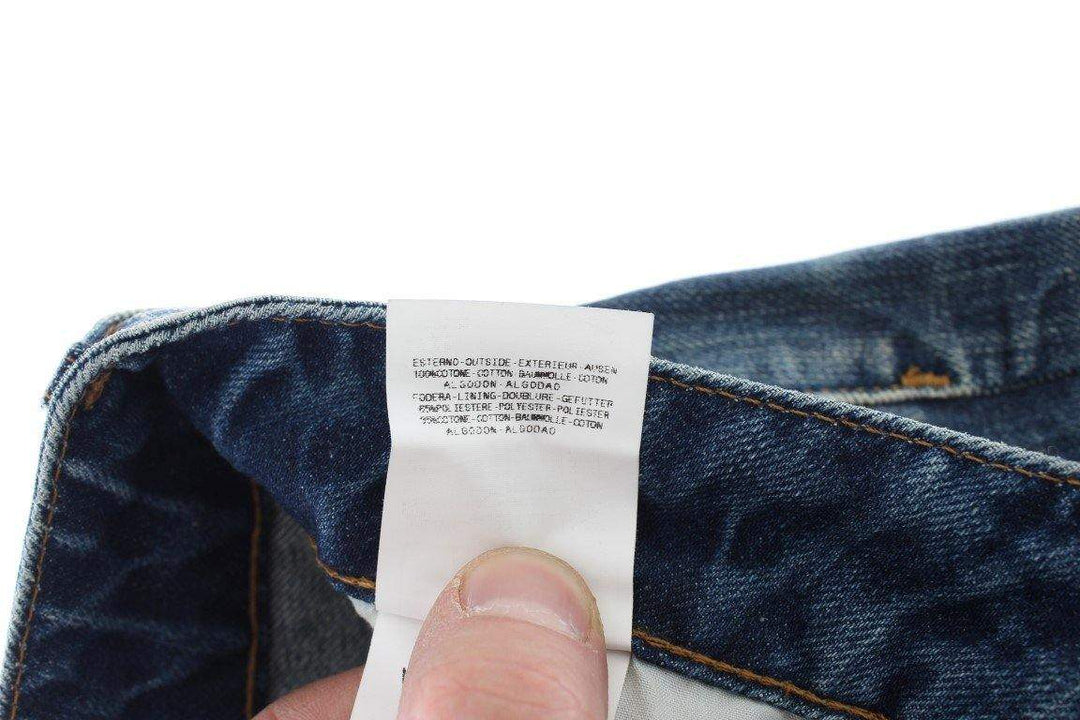 ESTERNO-OUTSIDE-EXTERIEUR-AUSEN
100%COTONE-COTTON BAUMWOLLE-COTON
ALGODON-ALGODAO
FODERA-LINING-DOUBLURE-GEFUTTER
65%POLIESTERE-POLYESTER-POLIESTER
35%COTONE-COTTON-BAUMWOLLE-COTON
ALGODON-ALGODAO